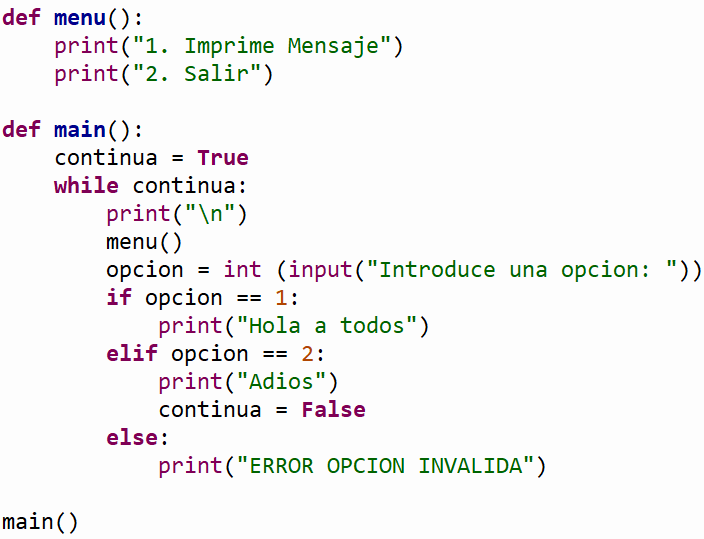 def menu():
    print("1. Imprime Mensaje")
    print("2. Salir")

def main():
    continua = True
    while continua:
        print("\n")
        menu()
        opcion = int (input("Introduce una opcion: "))
        if opcion == 1:
            print("Hola a todos")
        elif opcion == 2:
            print("Adios")
            continua = False
        else:
            print("ERROR OPCION INVALIDA")

main()